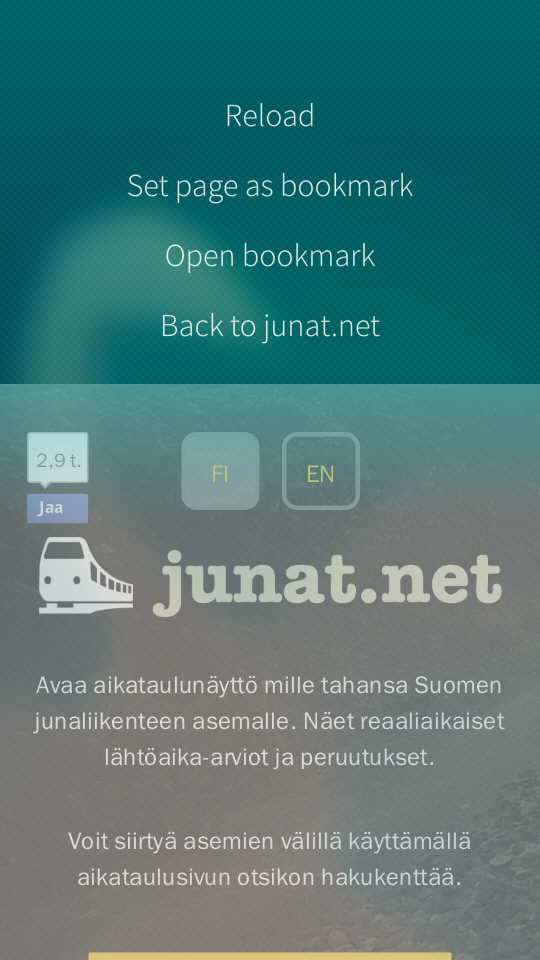 Reload
Set page as bookmark
Open bookmark
Back to junat.net
2,9 t.
FI
EN
Jaa
junat.net
Avaa aikataulunäyttö mille tahansa Suomen
junaliikenteen asemalle. Näet reaaliaikaiset
lähtöaika-arviot ja peruutukset.
Voit siirtyä asemien välillä käyttämällä
aikataulusivun otsikon hakukenttää.